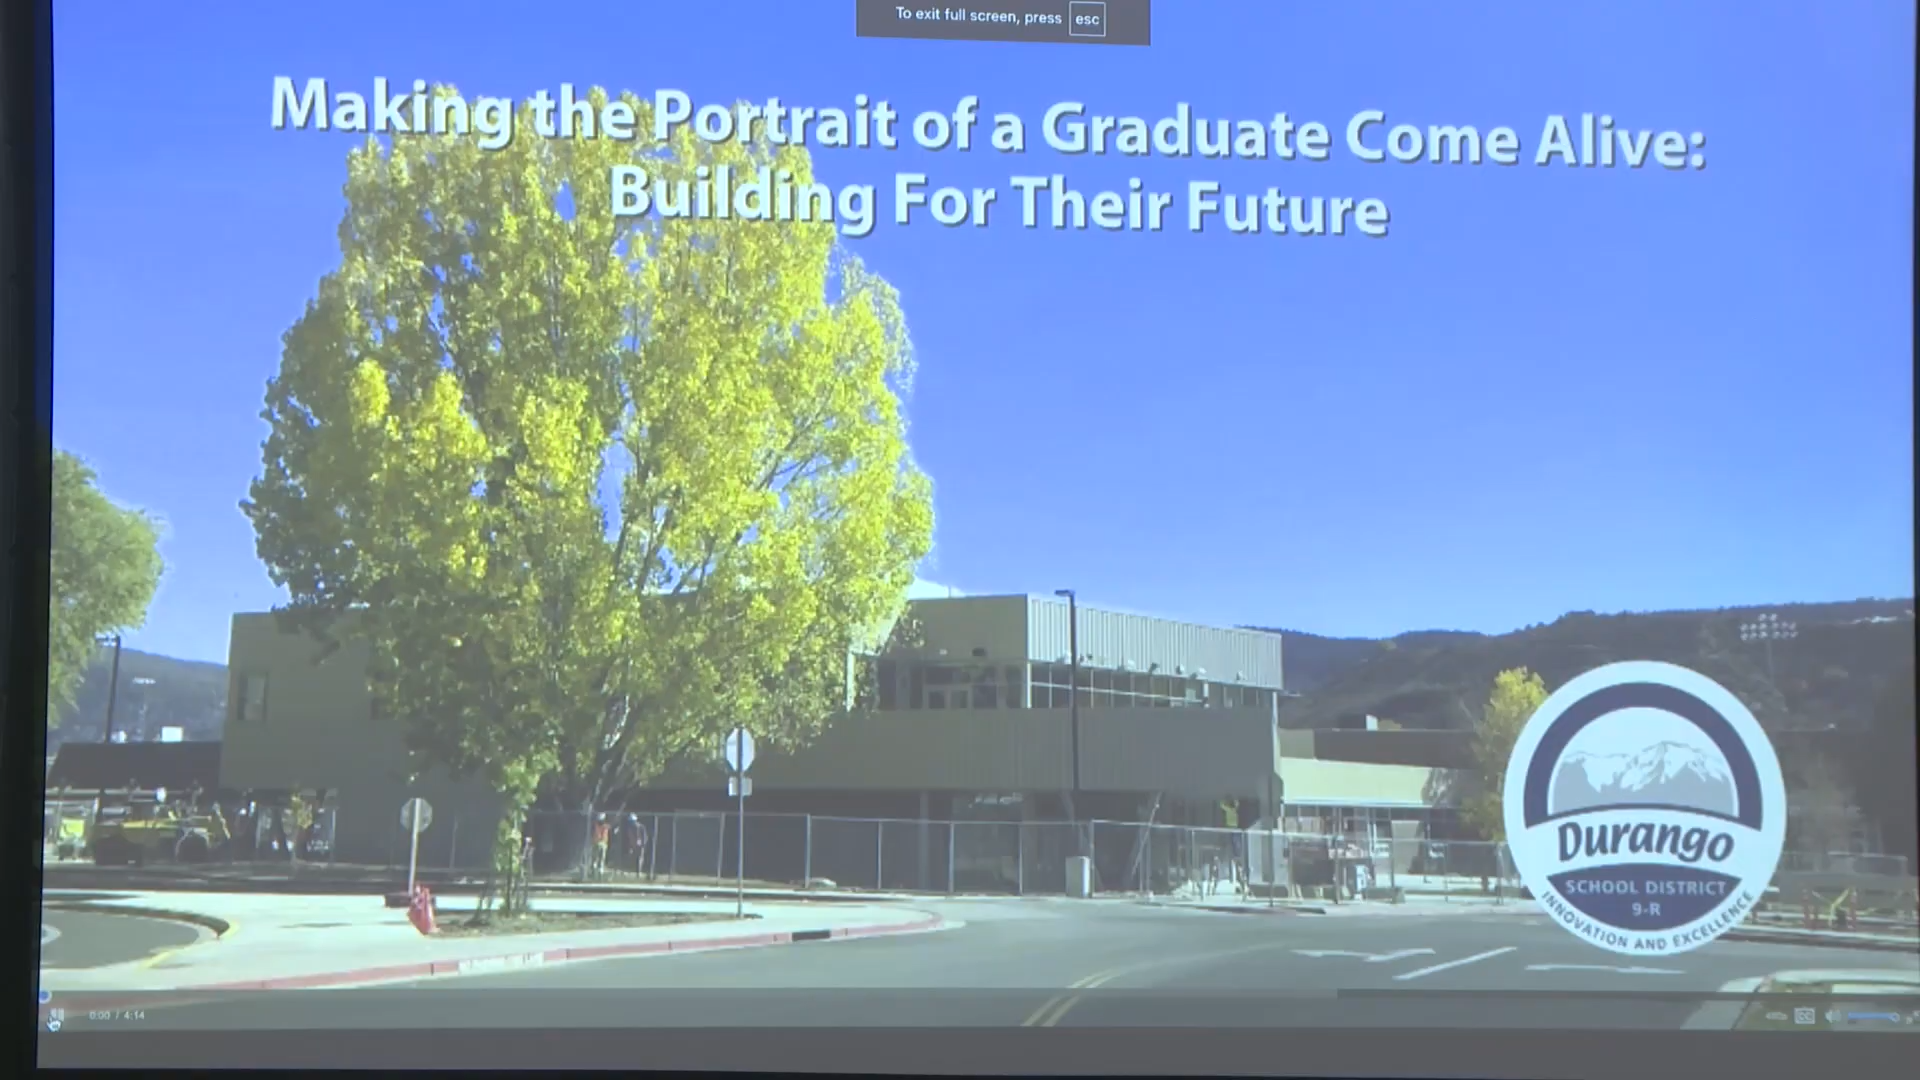 To exit full screen, press esc
Making the Portrait of a Graduate Come Alive:
Building For Their Future
Durango
SCHOOL DISTRICT
9-R
INNOVATION AND EXCELLENCE
0:00 / 4:14
CC